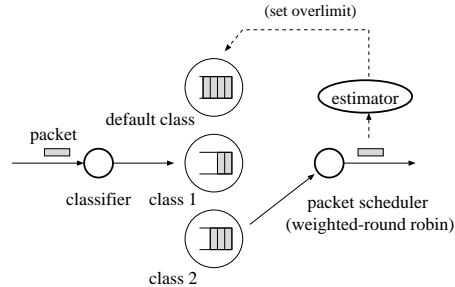 (set overlimit)
estimator
default class
packet
classifier
class 1
packet scheduler
(weighted-round robin)
class 2